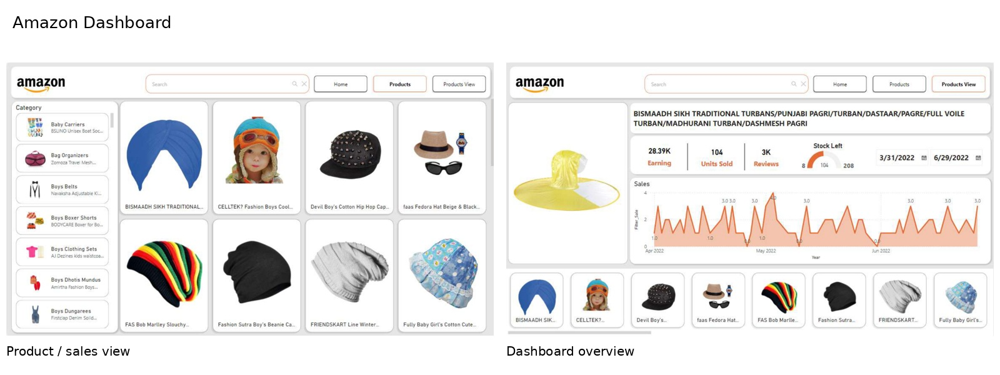 Amazon Dashboard
amazon
Search
Home
Products
Products View
Category
Baby Carriers
BSLINO Unisex Boat Soc...
Bag Organizers
Zomoza Travel Mesh...
Boys Belts
Navaksha Adjustable Ki...
Boys Boxer Shorts
BODYCARE Boxer for Bo...
Boys Clothing Sets
AJ Dezines kids waistcoa...
Boys Dhotis Mundus
Amirtha Fashion Boys...
Boys Dungarees
Firstclap Denim Solid...
BISMAADH SIKH TRADITIONAL...
CELLTEK? Fashion Boys Cool...
Devil Boy's Cotton Hip Hop Cap...
faas Fedora Hat Beige & Black...
FAS Bob Marlley Slouchy...
Fashion Sutra Boy's Beanie Ca...
FRIENDSKART Line Winter...
Fully Baby Girl's Cotton Cute...
Product / sales view
amazon
Search
Home
Products
Products View
BISMAADH SIKH TRADITIONAL TURBANS/PUNJABI PAGRI/TURBAN/DASTAAR/PAGRE/FULL VOILE
TURBAN/MADHURANI TURBAN/DASHMESH PAGRI
28.39K
Earning
104
Units Sold
3K
Reviews
Stock Left
8
104
208
3/31/2022
6/29/2022
Sales
Filter_Sale
4
2
0
1.0
1.0
3.0
3.0
0.0
3.0
1.0
4.0
0.0
3.0
0.0
3.0
3.0
3.0
Apr 2022
May 2022
Jun 2022
Year
BISMAADH SIK...
CELLTEK?...
Devil Boy's...
faas Fedora Hat...
FAS Bob Marlle...
Fashion Sutra...
FRIENDSKART...
Fully Baby Girl's...
Dashboard overview